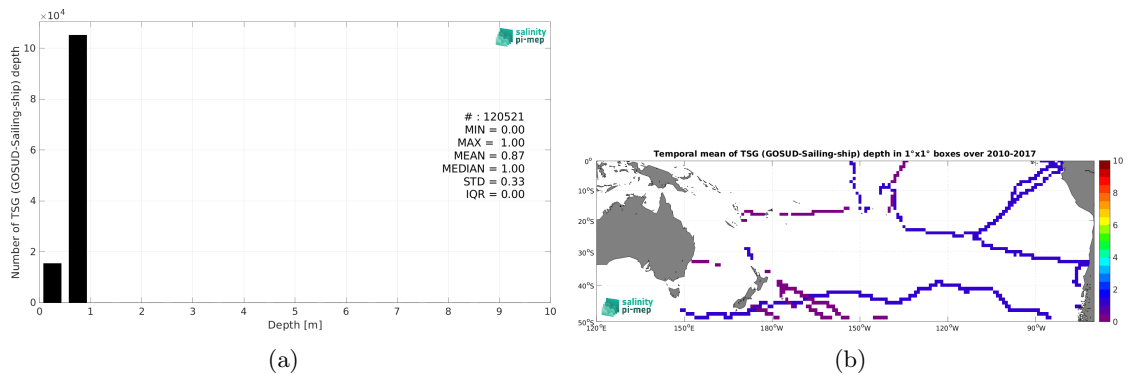 ×10⁴
10
8
6
4
2
0
Number of TSG (GOSUD-Sailing-ship) depth
salinity
pi-mep
# : 120521
MIN = 0.00
MAX = 1.00
MEAN = 0.87
MEDIAN = 1.00
STD = 0.33
IQR = 0.00
0 1 2 3 4 5 6 7 8 9 10
Depth [m]
(a)
Temporal mean of TSG (GOSUD-Sailing-ship) depth in 1°x1° boxes over 2010-2017
0°
10°S
20°S
30°S
40°S
50°S
salinity
pi-mep
120°E 150°E 180°W 150°W 120°W 90°W
10
8
6
4
2
0
(b)